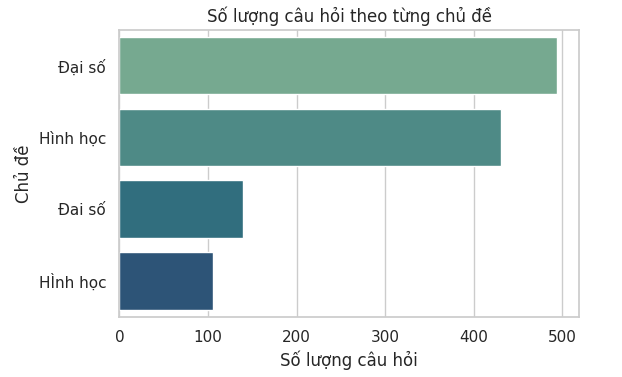 Số lượng câu hỏi theo từng chủ đề
Chủ đề
Đại số
Hình học
Đai số
HÌnh học
0 100 200 300 400 500
Số lượng câu hỏi